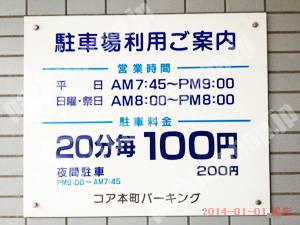 駐車場利用ご案内
営業時間
平　日 AM7:45～PM9:00
日曜・祭日 AM8:00～PM8:00
駐車料金
20分毎 100円
夜間駐車 200円
PM9:00～AM7:45
コア本町パーキング
2014-01-01